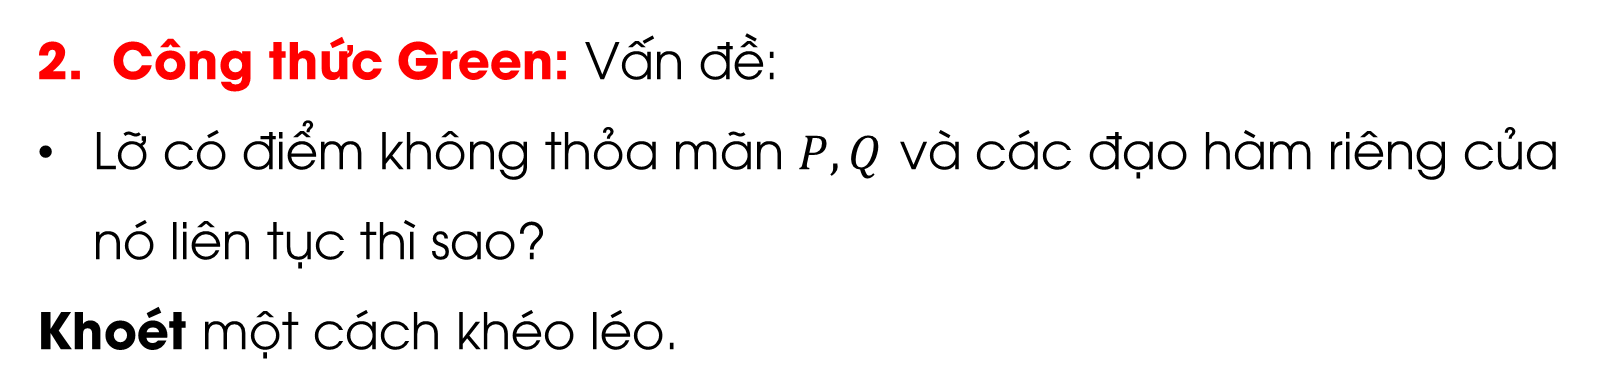 2. Công thức Green: Vấn đề:
• Lỡ có điểm không thỏa mãn P, Q và các đạo hàm riêng của
nó liên tục thì sao?
Khoét một cách khéo léo.